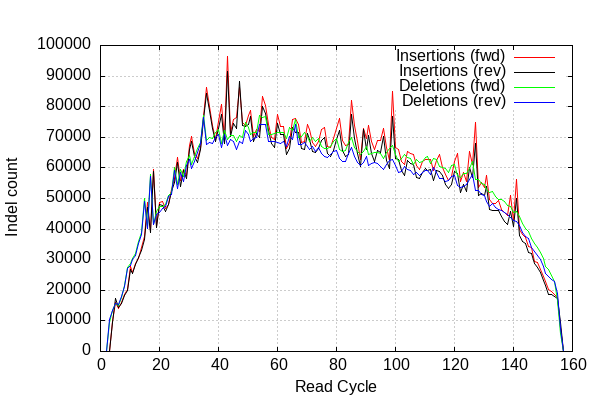 100000
90000
80000
70000
60000
50000
40000
30000
20000
10000
0
Indel count
Insertions (fwd)
Insertions (rev)
Deletions (fwd)
Deletions (rev)
0 20 40 60 80 100 120 140 160
Read Cycle